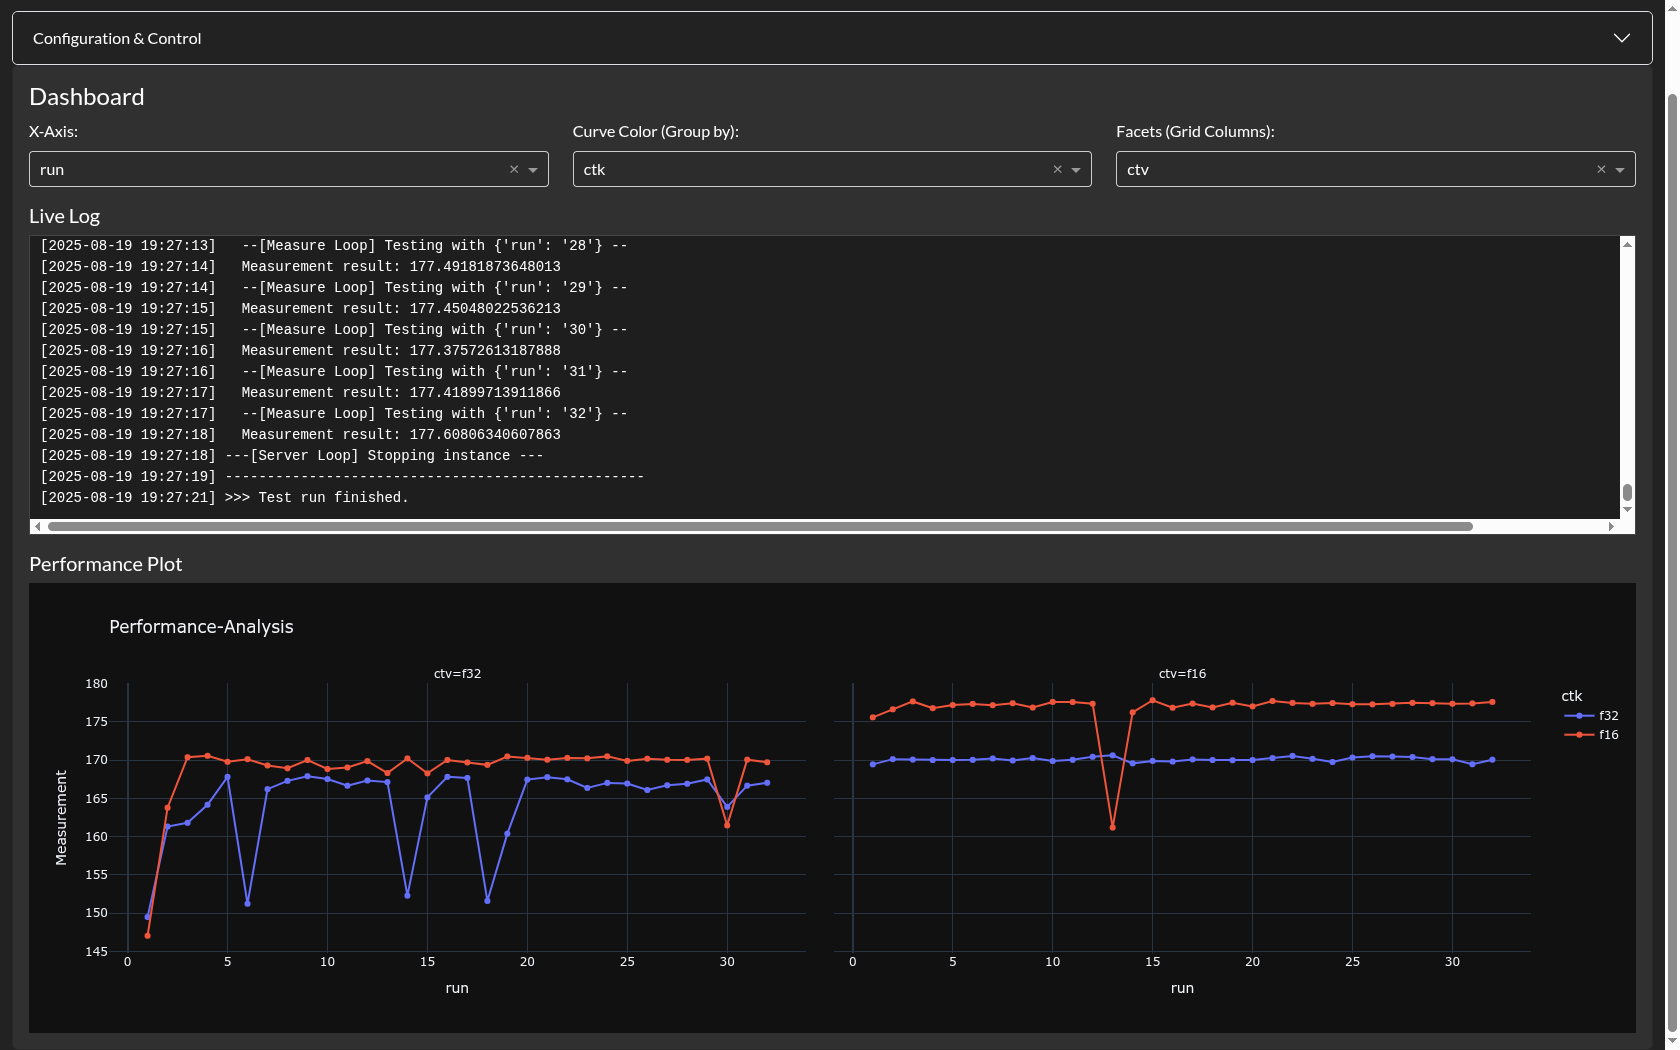 Configuration & Control
Dashboard
X-Axis:
Curve Color (Group by):
Facets (Grid Columns):
run
ctk
ctv
Live Log
[2025-08-19 19:27:13]   --[Measure Loop] Testing with {'run': '28'} --
[2025-08-19 19:27:14]   Measurement result: 177.49181873648013
[2025-08-19 19:27:14]   --[Measure Loop] Testing with {'run': '29'} --
[2025-08-19 19:27:15]   Measurement result: 177.45048022536213
[2025-08-19 19:27:15]   --[Measure Loop] Testing with {'run': '30'} --
[2025-08-19 19:27:16]   Measurement result: 177.37572613187888
[2025-08-19 19:27:16]   --[Measure Loop] Testing with {'run': '31'} --
[2025-08-19 19:27:17]   Measurement result: 177.41899713911866
[2025-08-19 19:27:17]   --[Measure Loop] Testing with {'run': '32'} --
[2025-08-19 19:27:18]   Measurement result: 177.60806340607863
[2025-08-19 19:27:18] ---[Server Loop] Stopping instance ---
[2025-08-19 19:27:19] --------------------------------------------------
[2025-08-19 19:27:21] >>> Test run finished.
Performance Plot
Performance-Analysis
ctv=f32
ctv=f16
180
175
170
165
160
155
150
145
Measurement
0 5 10 15 20 25 30
run
0 5 10 15 20 25 30
run
ctk
f32
f16